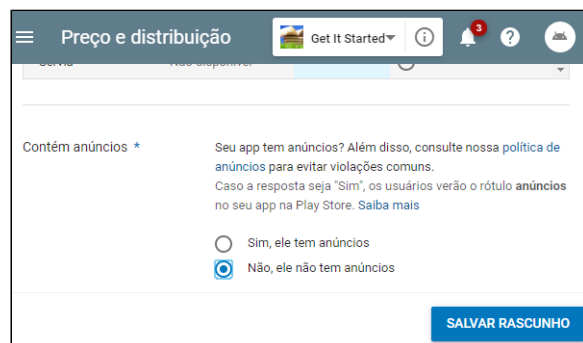 Preço e distribuição
Get It Started
3
Não disponível
Contém anúncios *
Seu app tem anúncios? Além disso, consulte nossa política de
anúncios para evitar violações comuns.
Caso a resposta seja "Sim", os usuários verão o rótulo anúncios
no seu app na Play Store. Saiba mais
Sim, ele tem anúncios
Não, ele não tem anúncios
SALVAR RASCUNHO